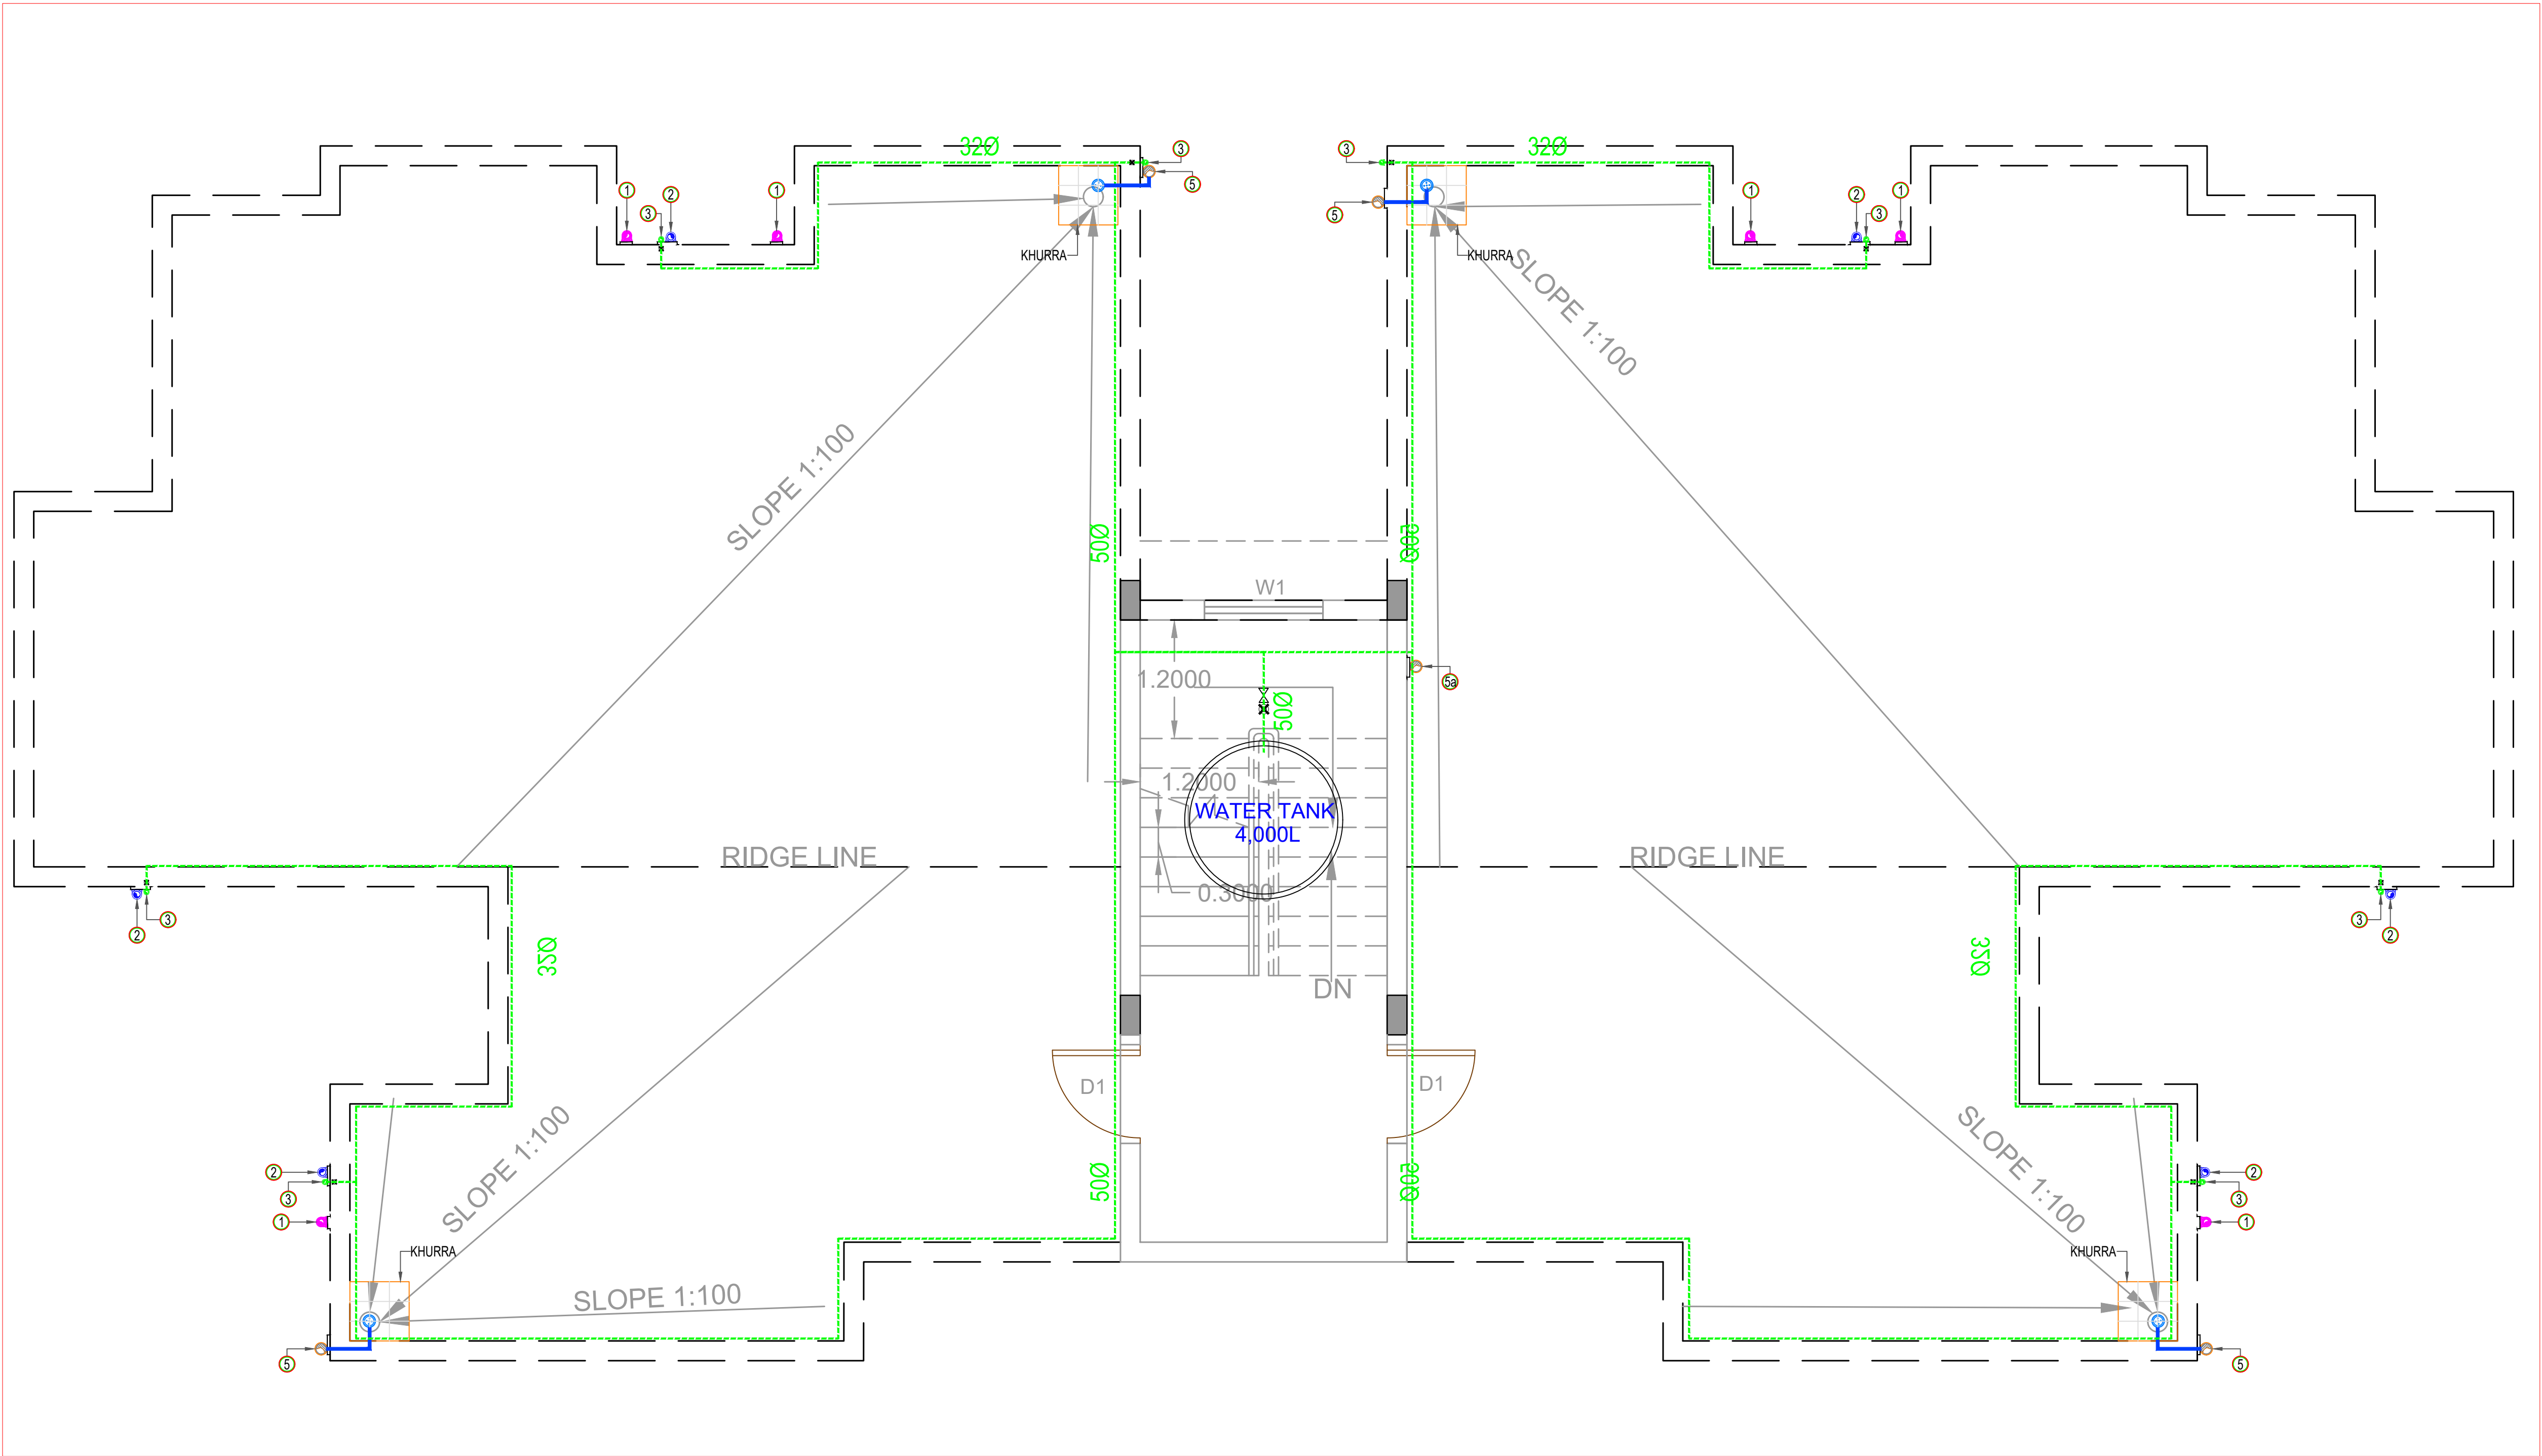 32Ø
32Ø
3
3
1
2
1
1
2
1
3
3
5
5
KHURRA
KHURRA
SLOPE 1:100
SLOPE 1:100
50Ø
50Ø
W1
1.2000
5a
50Ø
1.2000
WATER TANK
4,000L
RIDGE LINE
RIDGE LINE
0.3000
3
2
3
2
32Ø
32Ø
DN
D1
D1
SLOPE 1:100
SLOPE 1:100
50Ø
50Ø
2
3
1
2
3
1
KHURRA
KHURRA
SLOPE 1:100
5
5